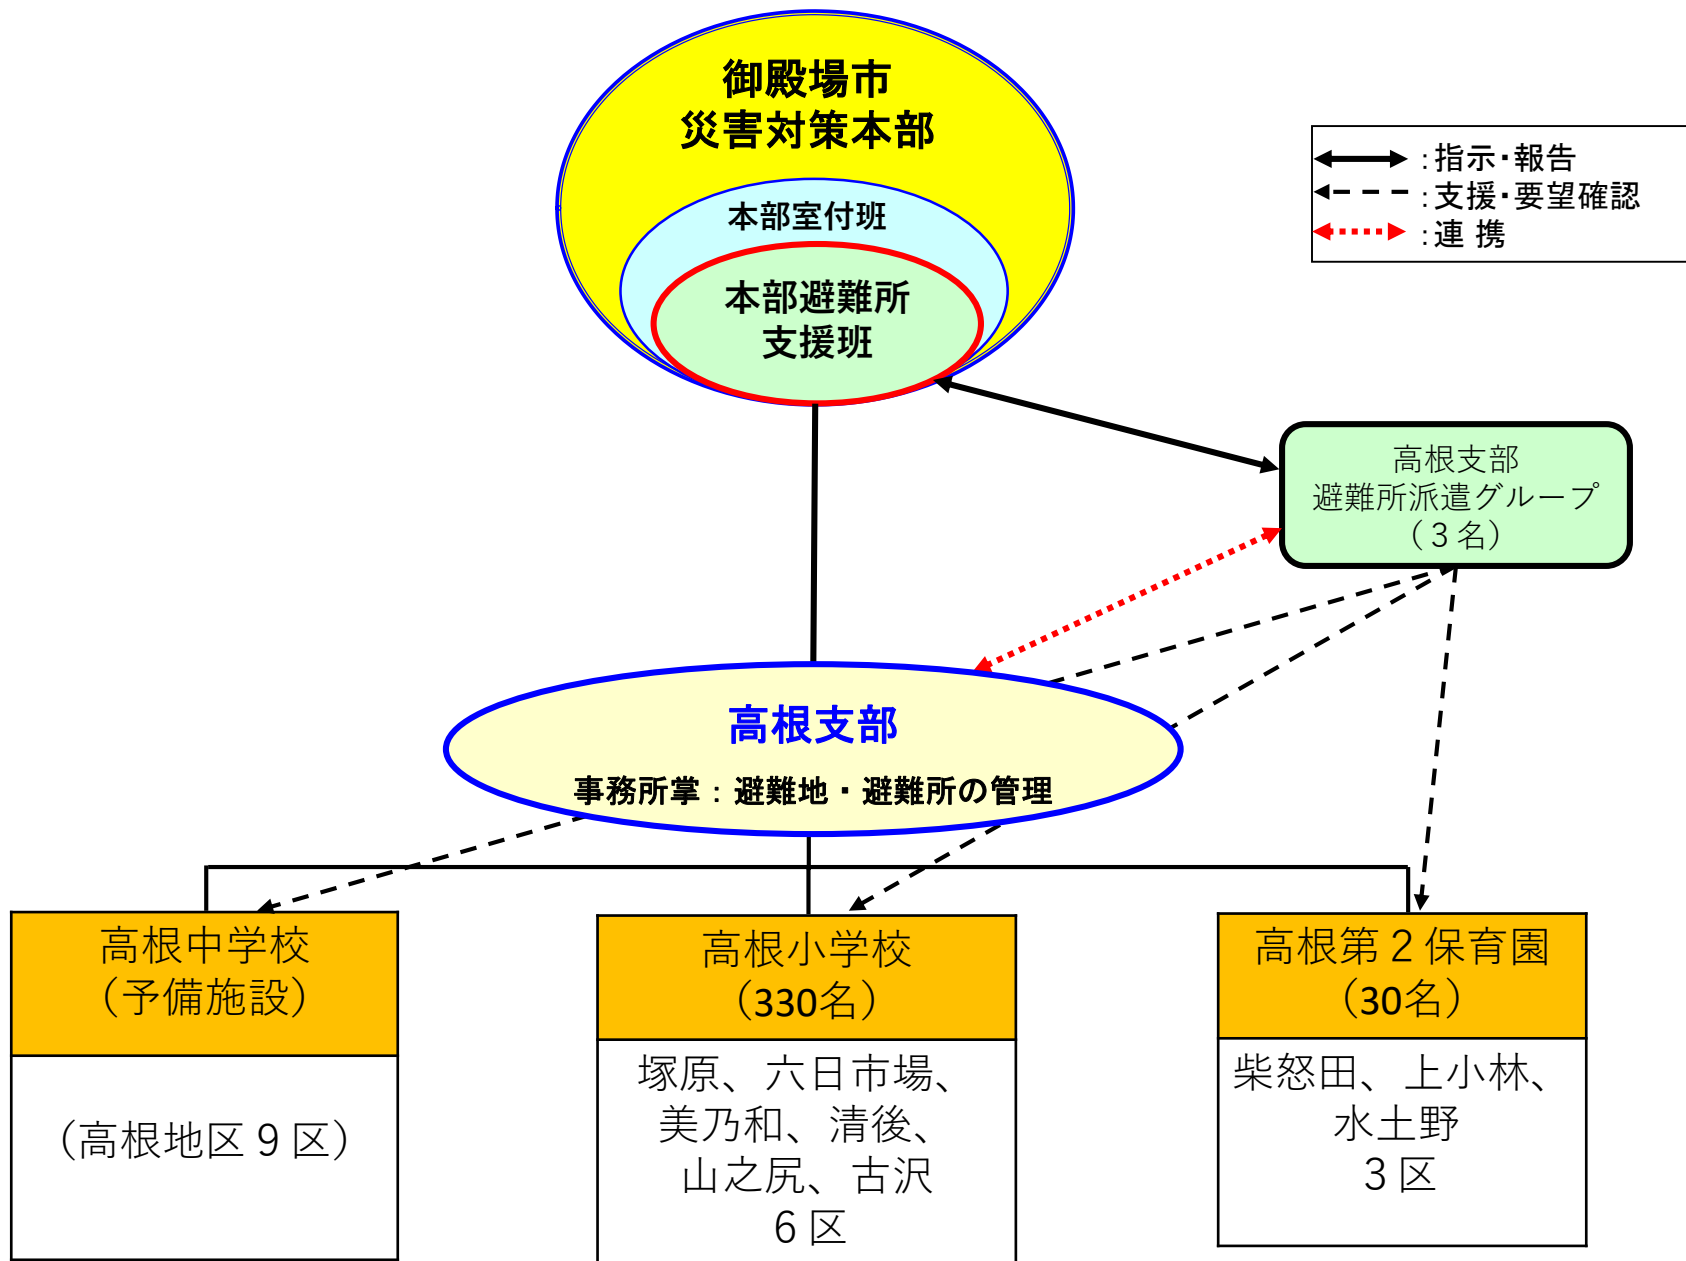 御殿場市
災害対策本部
本部室付班
本部避難所
支援班
：指示・報告
：支援・要望確認
：連 携
高根支部
避難所派遣グループ
（３名）
高根支部
事務所掌：避難地・避難所の管理
高根中学校
（予備施設）
（高根地区９区）
高根小学校
（330名）
塚原、六日市場、
美乃和、清後、
山之尻、古沢
６区
高根第２保育園
（30名）
柴怒田、上小林、
水土野
３区